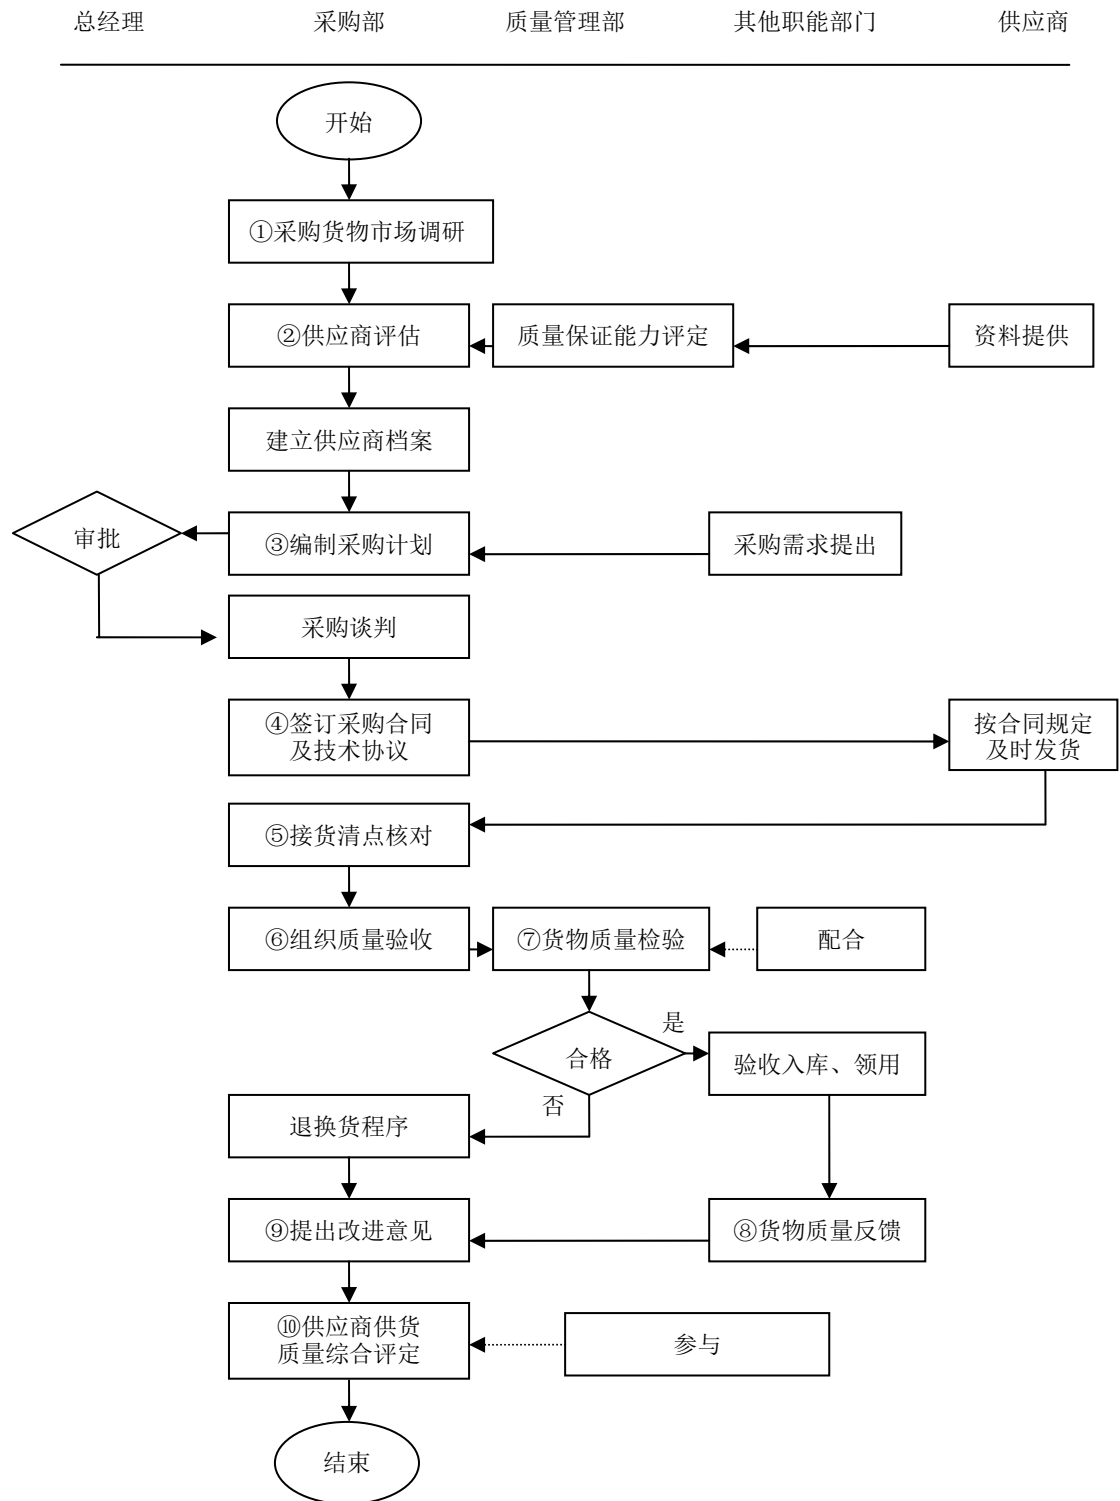 总经理 采购部 质量管理部 其他职能部门 供应商
开始
①采购货物市场调研
②供应商评估 质量保证能力评定 资料提供
建立供应商档案
审批 ③编制采购计划 采购需求提出
采购谈判
④签订采购合同
及技术协议
按合同规定
及时发货
⑤接货清点核对
⑥组织质量验收 ⑦货物质量检验 配合
是
合格 验收入库、领用
否
退换货程序
⑨提出改进意见 ⑧货物质量反馈
⑩供应商供货
质量综合评定
参与
结束